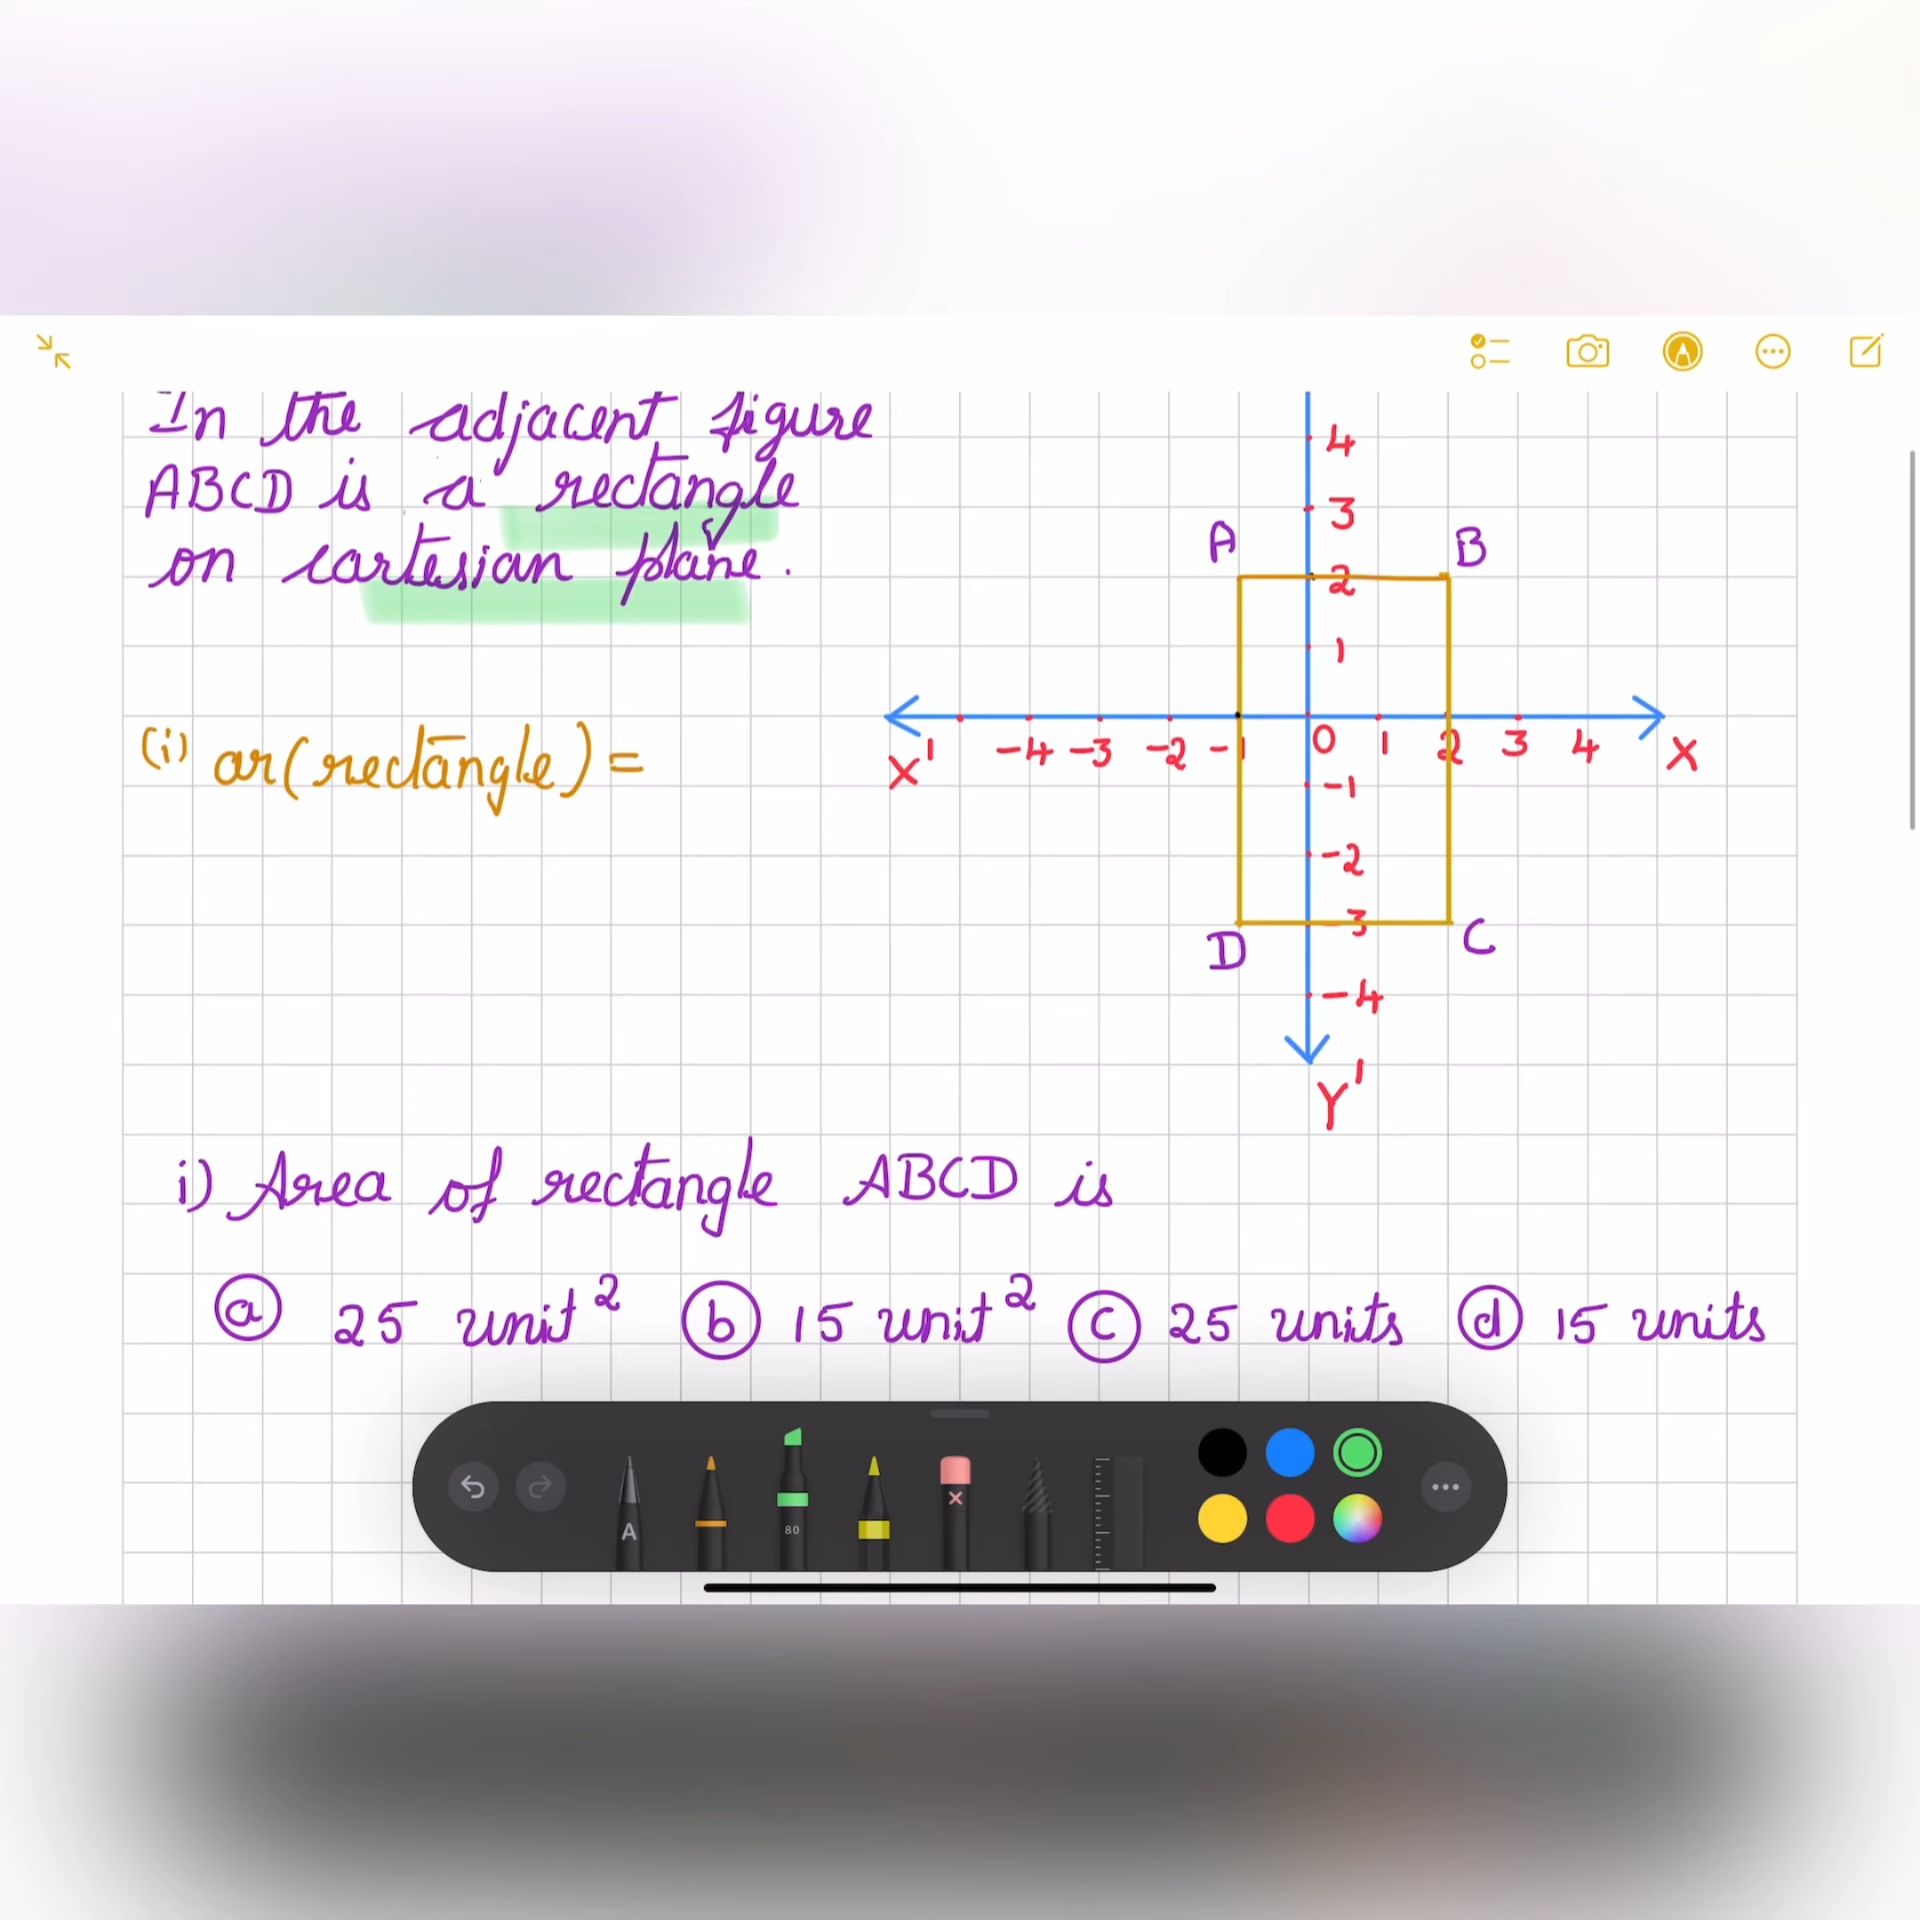 In the adjacent figure
ABCD is a rectangle
on cartesian plane.
4
3
A B
2
1
(i) ar(rectangle) =
X' -4 -3 -2 -1 0 1 2 3 4 X
-1
-2
-3
D C
-4
Y'
i) Area of rectangle ABCD is
(a) 25 unit² (b) 15 unit² (c) 25 units (d) 15 units
A
80